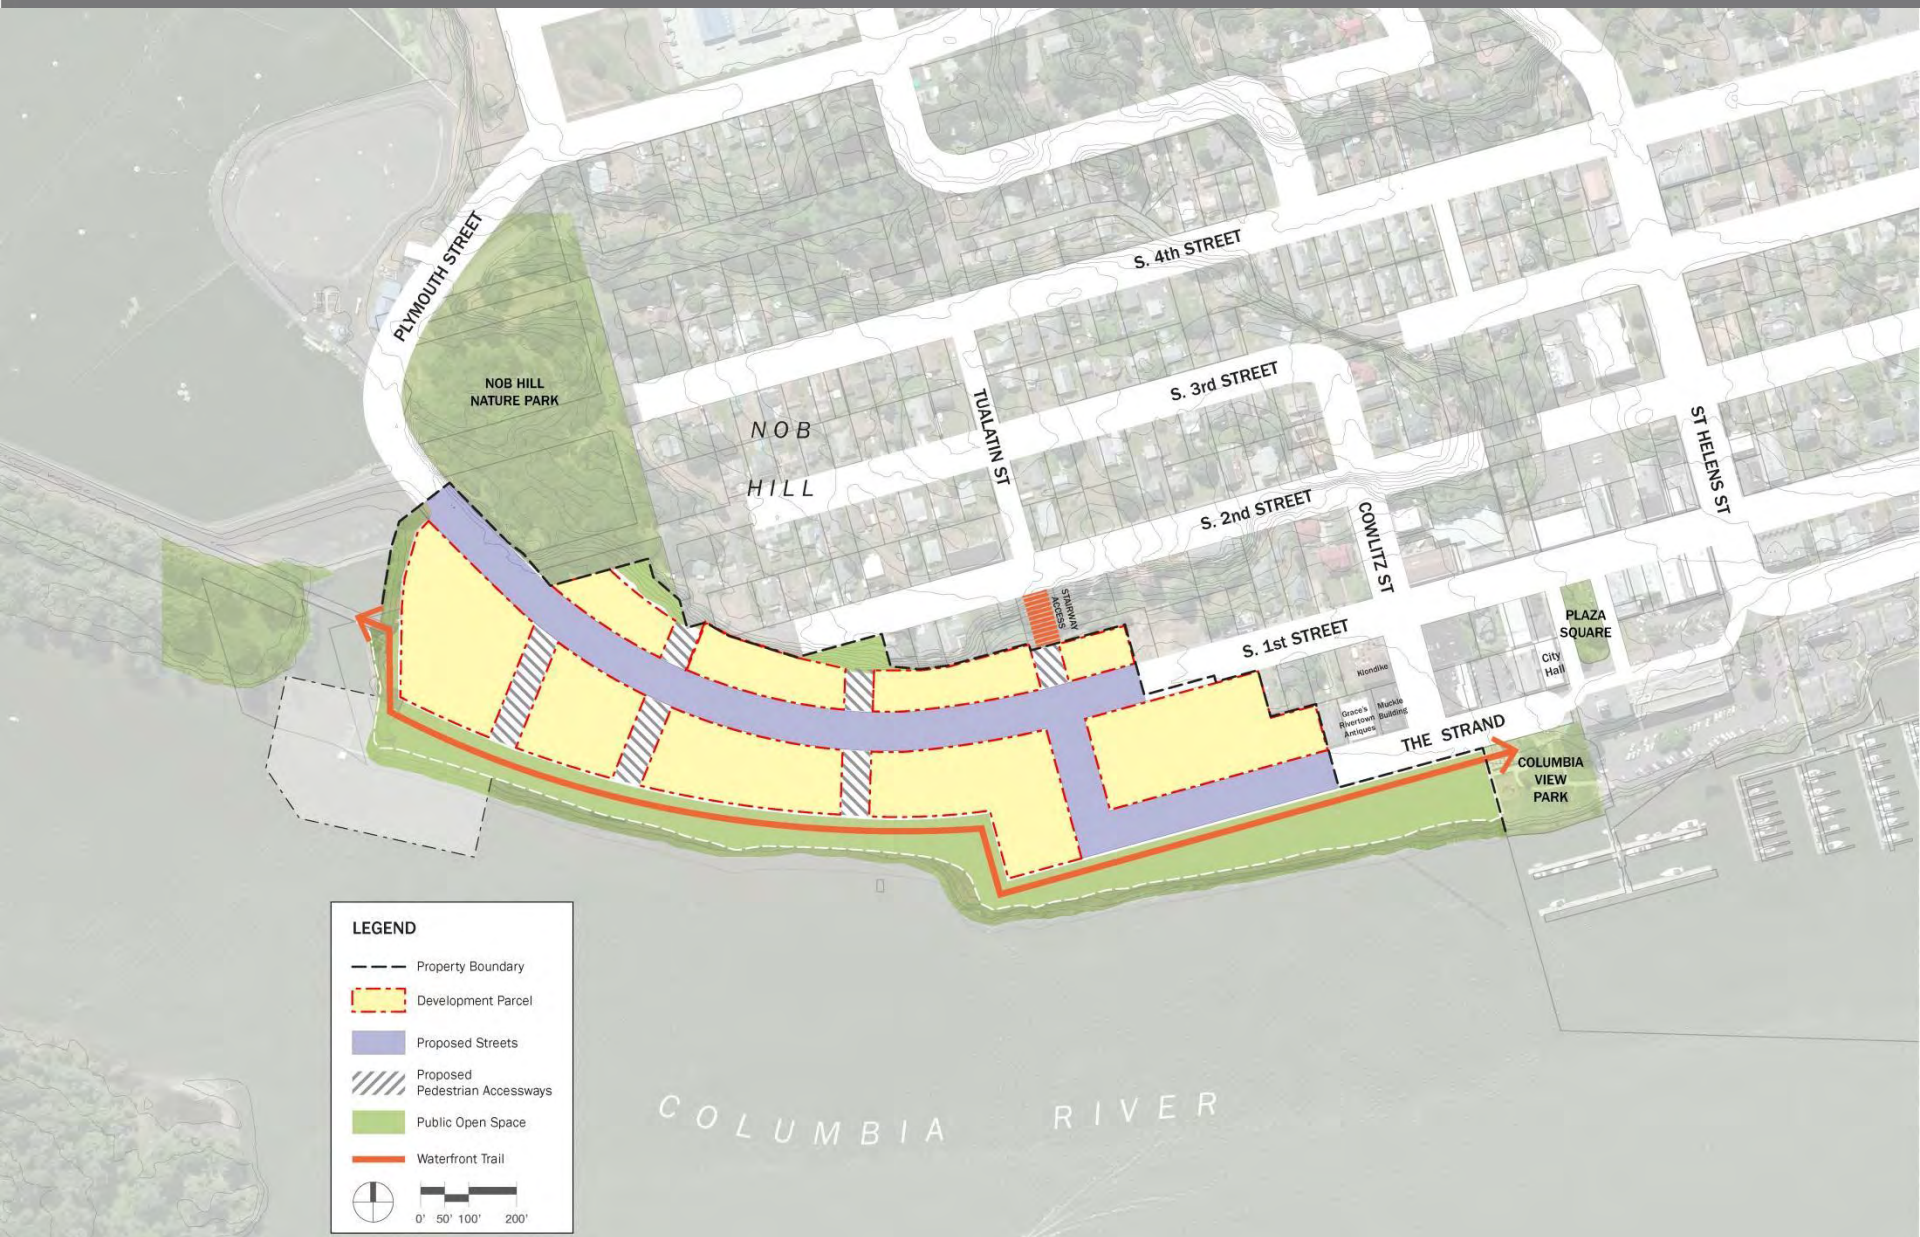 PLYMOUTH STREET
S. 4th STREET
NOB HILL
NATURE PARK
NOB
HILL
TUALATIN ST
S. 3rd STREET
S. 2nd STREET
COWLITZ ST
ST HELENS ST
STAIRWAY
ACCESS
S. 1st STREET
PLAZA
SQUARE
City
Hall
Klondike
Grace's
Rivertown
Antiques
Muckle
Building
THE STRAND
COLUMBIA
VIEW
PARK
LEGEND
Property Boundary
Development Parcel
Proposed Streets
Proposed
Pedestrian Accessways
Public Open Space
Waterfront Trail
0' 50' 100' 200'
COLUMBIA RIVER